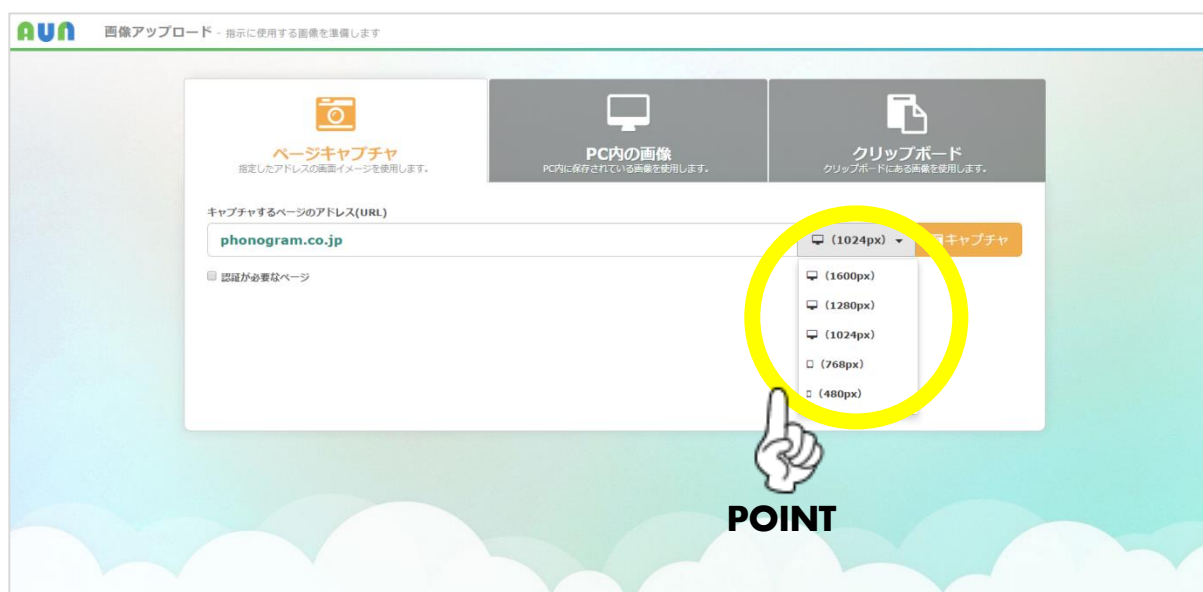 AUN
画像アップロード - 指示に使用する画像を準備します
ページキャプチャ
指定したアドレスの画面イメージを使用します。
PC内の画像
PC内に保存されている画像を使用します。
クリップボード
クリップボードにある画像を使用します。
キャプチャするページのアドレス(URL)
phonogram.co.jp
(1024px)
キャプチャ
認証が必要なページ
(1600px)
(1280px)
(1024px)
(768px)
(480px)
POINT